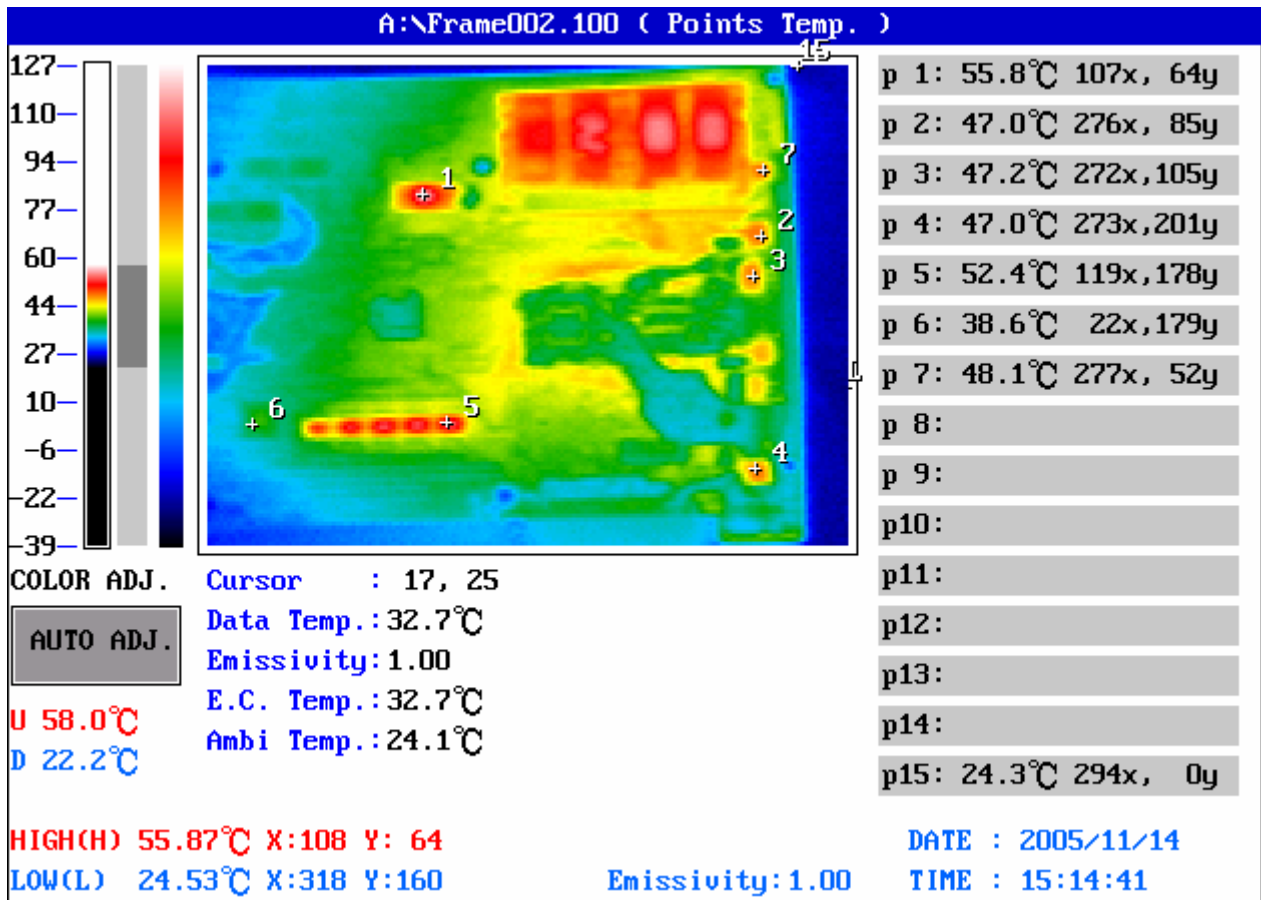 A:\Frame002.100 ( Points Temp. )
127
110
94
77
60
44
27
10
-6
-22
-39
15
1
7
2
3
6
5
4
L
p 1: 55.8℃ 107x, 64y
p 2: 47.0℃ 276x, 85y
p 3: 47.2℃ 272x,105y
p 4: 47.0℃ 273x,201y
p 5: 52.4℃ 119x,178y
p 6: 38.6℃ 22x,179y
p 7: 48.1℃ 277x, 52y
p 8:
p 9:
p10:
p11:
p12:
p13:
p14:
p15: 24.3℃ 294x, 0y
COLOR ADJ.
AUTO ADJ.
U 58.0℃
D 22.2℃
Cursor : 17, 25
Data Temp.:32.7℃
Emissivity:1.00
E.C. Temp.:32.7℃
Ambi Temp.:24.1℃
HIGH(H) 55.87℃ X:108 Y: 64
LOW(L) 24.53℃ X:318 Y:160
Emissivity:1.00
DATE : 2005/11/14
TIME : 15:14:41